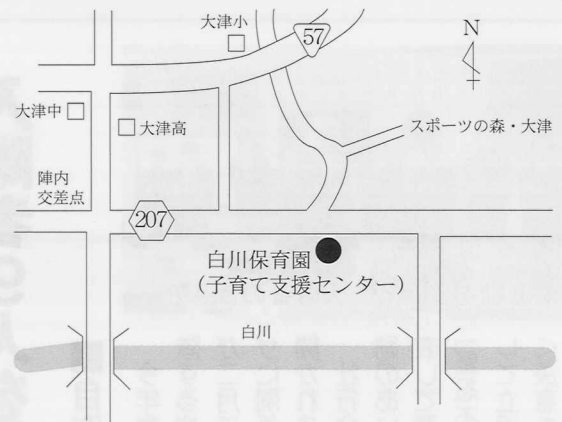 大津小
57
N
大津中
大津高
スポーツの森・大津
陣内
交差点
207
白川保育園
(子育て支援センター)
白川